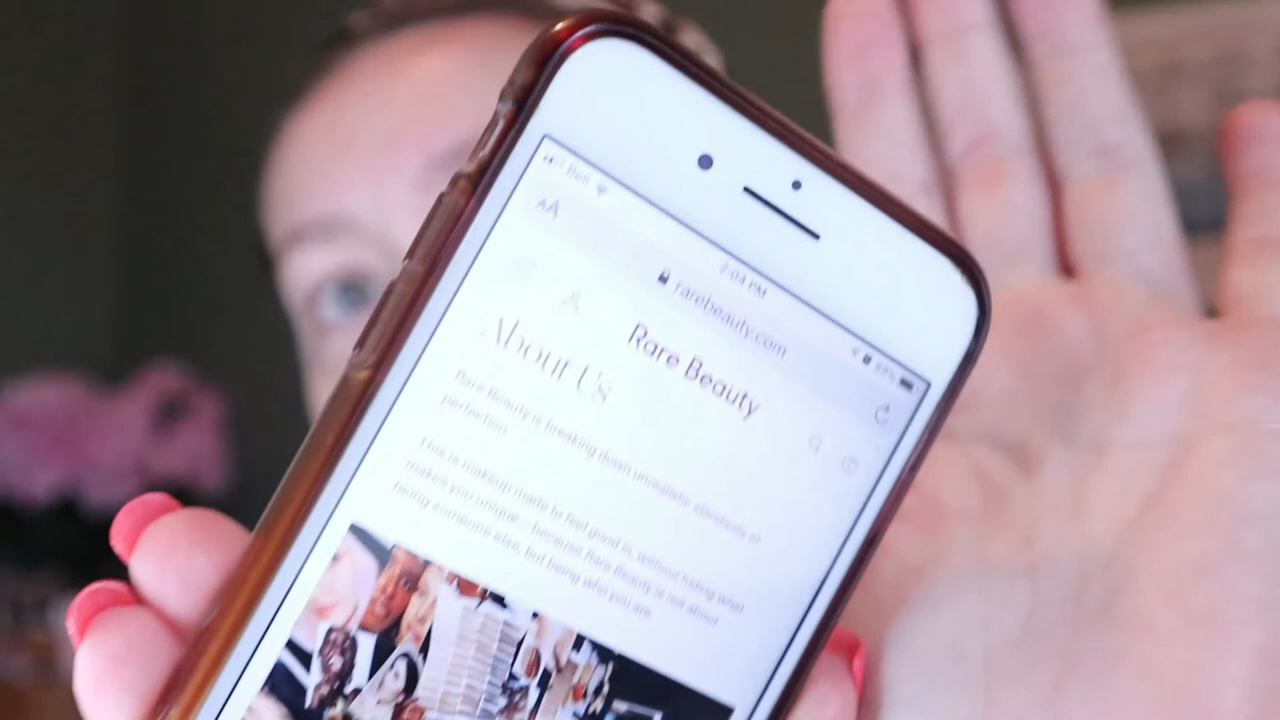 Bell
2:04 PM
AA
rarebeauty.com
Rare Beauty
About Us
Rare Beauty is breaking down unrealistic standards of
perfection.
This is makeup made to feel good in, without hiding what
makes you unique—because Rare Beauty is not about
being someone else, but being who you are.